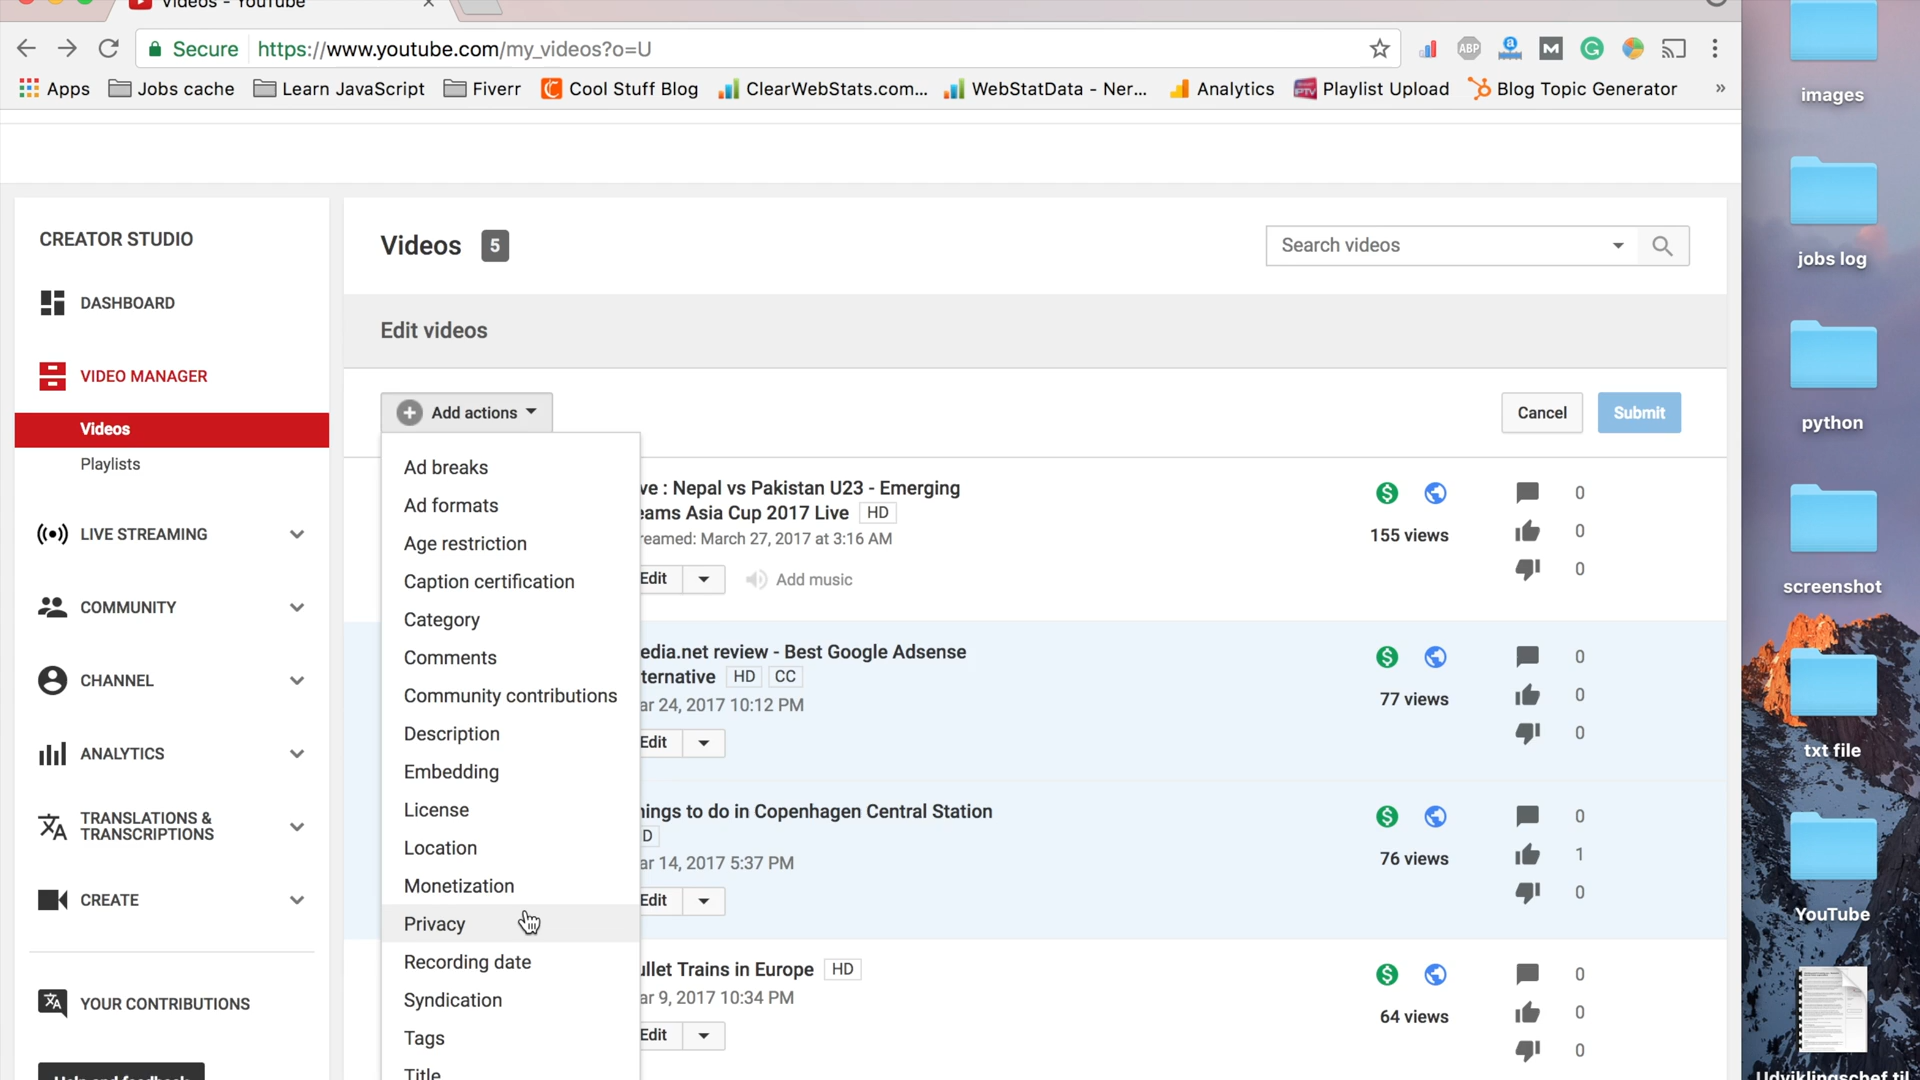 Videos - YouTube
Secure https://www.youtube.com/my_videos?o=U
ABP
Apps Jobs cache Learn JavaScript Fiverr Cool Stuff Blog ClearWebStats.com... WebStatData - Ner... Analytics Playlist Upload Blog Topic Generator »
CREATOR STUDIO
DASHBOARD
VIDEO MANAGER
Videos
Playlists
LIVE STREAMING
COMMUNITY
CHANNEL
ANALYTICS
TRANSLATIONS &
TRANSCRIPTIONS
CREATE
YOUR CONTRIBUTIONS
Help and feedback
Videos 5
Search videos
Edit videos
Add actions
Cancel
Submit
Ad breaks
Ad formats
Age restriction
Caption certification
Category
Comments
Community contributions
Description
Embedding
License
Location
Monetization
Privacy
Recording date
Syndication
Tags
Title
ve : Nepal vs Pakistan U23 - Emerging
eams Asia Cup 2017 Live HD
reamed: March 27, 2017 at 3:16 AM
Edit Add music
155 views
0
0
0
edia.net review - Best Google Adsense
ternative HD CC
ar 24, 2017 10:12 PM
Edit
77 views
0
0
0
ings to do in Copenhagen Central Station
D
ar 14, 2017 5:37 PM
Edit
76 views
0
1
0
ullet Trains in Europe HD
ar 9, 2017 10:34 PM
Edit
64 views
0
0
0
images
jobs log
python
screenshot
txt file
YouTube
Udviklingschef til